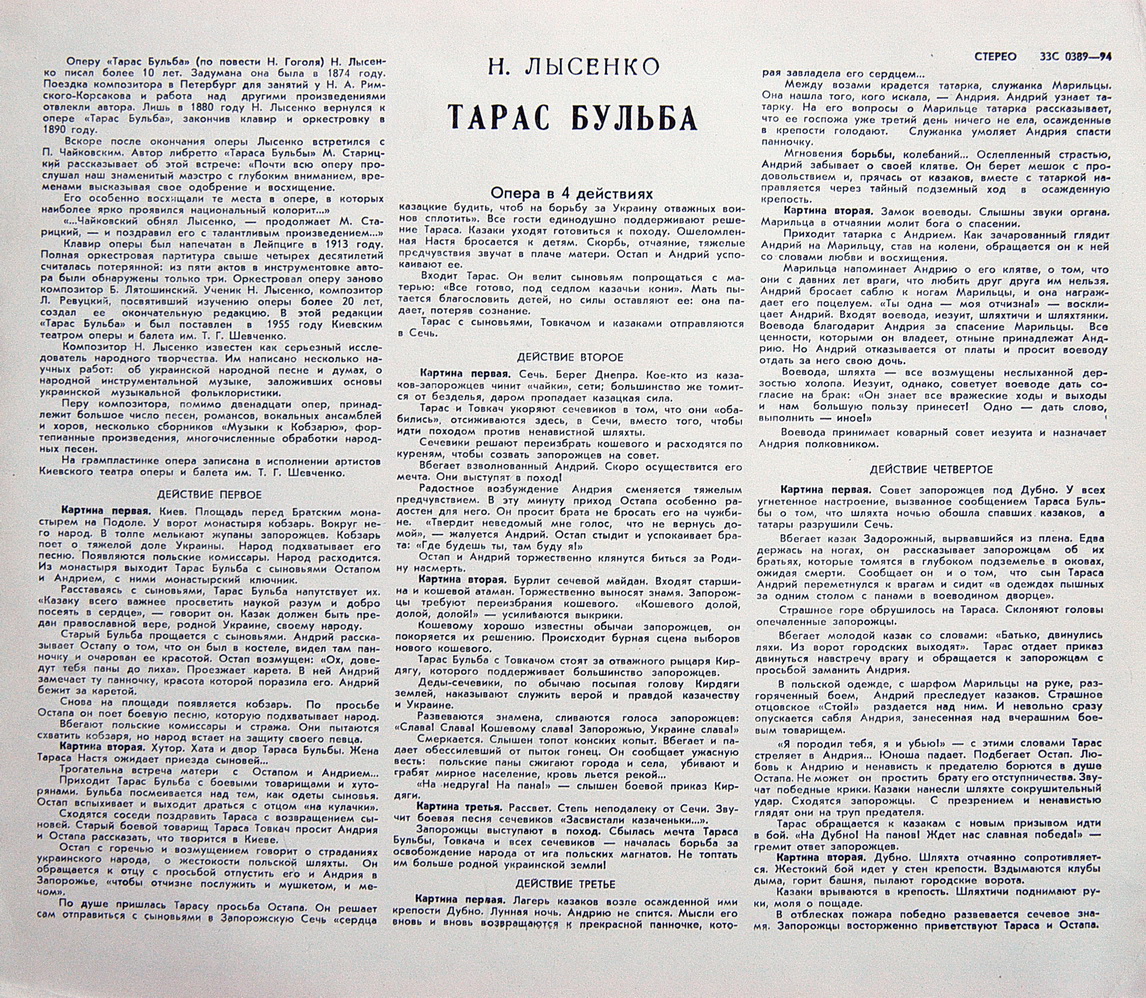 СТЕРЕО 33С 0389—94
Н. ЛЫСЕНКО
ТАРАС БУЛЬБА
Опера в 4 действиях
Оперу «Тарас Бульба» (по повести Н. Гоголя) Н. Лысен-
ко писал более 10 лет. Задумана она была в 1874 году.
Поездка композитора в Петербург для занятий у Н. А. Рим-
ского-Корсакова и работа над другими произведениями
отвлекли автора. Лишь в 1880 году Н. Лысенко вернулся к
опере «Тарас Бульба», закончив клавир и оркестровку в
1890 году.
Вскоре после окончания оперы Лысенко встретился с
П. Чайковским. Автор либретто «Тараса Бульбы» М. Стариц-
кий рассказывает об этой встрече: «Почти всю оперу про-
слушал наш знаменитый маэстро с глубоким вниманием, вре-
менами высказывая свое одобрение и восхищение.
Его особенно восхищали те места в опере, в которых
наиболее ярко проявился национальный колорит...»
«...Чайковский обнял Лысенко, — продолжает М. Ста-
рицкий, — и поздравил его с талантливым произведением...»
Клавир оперы был напечатан в Лейпциге в 1913 году.
Полная оркестровая партитура свыше четырех десятилетий
считалась потерянной: из пяти актов в инструментовке авто-
ра были обнаружены только три. Оркестровал оперу заново
композитор Б. Лятошинский. Ученик Н. Лысенко, композитор
Л. Ревуцкий, посвятивший изучению оперы более 20 лет,
создал ее окончательную редакцию. В этой редакции
«Тарас Бульба» и был поставлен в 1955 году Киевским
театром оперы и балета им. Т. Г. Шевченко.
Композитор Н. Лысенко известен как серьезный иссле-
дователь народного творчества. Им написано несколько на-
учных работ: об украинской народной песне и думах, о
народной инструментальной музыке, заложивших основы
украинской музыкальной фольклористики.
Перу композитора, помимо двенадцати опер, принад-
лежит большое число песен, романсов, вокальных ансамблей
и хоров, несколько сборников «Музыки к Кобзарю», фор-
тепианные произведения, многочисленные обработки народ-
ных песен.
На грампластинке опера записана в исполнении артистов
Киевского театра оперы и балета им. Т. Г. Шевченко.
ДЕЙСТВИЕ ПЕРВОЕ
Картина первая. Киев. Площадь перед Братским мона-
стырем на Подоле. У ворот монастыря кобзарь. Вокруг не-
го народ. В толпе мелькают жупаны запорожцев. Кобзарь
поет о тяжелой доле Украины. Народ подхватывает его
песню. Появляются польские комиссары. Народ расходится.
Из монастыря выходит Тарас Бульба с сыновьями Остапом
и Андрием, с ними монастырский ключник.
Расставаясь с сыновьями, Тарас Бульба напутствует их.
«Казаку всего важнее просветить наукой разум и добро
посеять в сердце», — говорит он. Казак должен быть пре-
дан православной вере, родной Украине, своему народу.
Старый Бульба прощается с сыновьями. Андрий расска-
зывает Остапу о том, что он был в костеле, видел там пан-
ночку и очарован ее красотой. Остап возмущен: «Ох, дове-
дут тебя паны до лиха». Проезжает карета. В ней Андрий
замечает ту панночку, красота которой поразила его. Андрий
бежит за каретой.
Снова на площади появляется кобзарь. По просьбе
Остапа он поет боевую песню, которую подхватывает народ.
Вбегают польские комиссары и стража. Они пытаются
схватить кобзаря, но народ встает на защиту своего певца.
Картина вторая. Хутор. Хата и двор Тараса Бульбы. Жена
Тараса Настя ожидает приезда сыновей...
Трогательна встреча матери с Остапом и Андрием...
Приходит Тарас Бульба с боевыми товарищами и хуто-
рянами. Бульба посмеивается над тем, как одеты сыновья.
Остап вспыхивает и выходит драться с отцом «на кулачки».
Сходятся соседи поздравить Тараса с возвращением сы-
новей. Старый боевой товарищ Тараса Товкач просит Андрия
и Остапа рассказать, что творится в Киеве.
Остап с горечью и возмущением говорит о страданиях
украинского народа, о жестокости польской шляхты. Он
обращается к отцу с просьбой отпустить его и Андрия в
Запорожье, «чтобы отчизне послужить и мушкетом, и ме-
чом».
По душе пришлась Тарасу просьба Остапа. Он решает
сам отправиться с сыновьями в Запорожскую Сечь «сердца
казацкие будить, чтоб на борьбу за Украину отважных вои-
нов сплотить». Все гости единодушно поддерживают реше-
ние Тараса. Казаки уходят готовиться к походу. Ошеломлен-
ная Настя бросается к детям. Скорбь, отчаяние, тяжелые
предчувствия звучат в плаче матери. Остап и Андрий успо-
каивают ее.
Входит Тарас. Он велит сыновьям попрощаться с ма-
терью: «Все готово, под седлом казачьи кони». Мать пы-
тается благословить детей, но силы оставляют ее: она па-
дает, потеряв сознание.
Тарас с сыновьями, Товкачом и казаками отправляются
в Сечь.
ДЕЙСТВИЕ ВТОРОЕ
Картина первая. Сечь. Берег Днепра. Кое-кто из каза-
ков-запорожцев чинит «чайки», сети; большинство же томит-
ся от безделья, даром пропадает казацкая сила.
Тарас и Товкач укоряют сечевиков в том, что они «оба-
бились», отсиживаются здесь, в Сечи, вместо того, чтобы
идти походом против ненавистной шляхты.
Сечевики решают переизбрать кошевого и расходятся по
куреням, чтобы созвать запорожцев на совет.
Вбегает взволнованный Андрий. Скоро осуществится его
мечта. Они выступят в поход!
Радостное возбуждение Андрия сменяется тяжелым
предчувствием. В эту минуту приход Остапа особенно ра-
достен для него. Он просит брата не бросать его на чужби-
не. «Твердит неведомый мне голос, что не вернусь до-
мой», — жалуется Андрий. Остап стыдит и успокаивает бра-
та: «Где будешь ты, там буду я!»
Остап и Андрий торжественно клянутся биться за Роди-
ну насмерть.
Картина вторая. Бурлит сечевой майдан. Входят старши-
на и кошевой атаман. Торжественно выносят знамя. Запорож-
цы требуют переизбрания кошевого. «Кошевого долой,
долой, долой!» — усиливаются выкрики.
Кошевому хорошо известны обычаи запорожцев, он
покоряется их решению. Происходит бурная сцена выборов
нового кошевого.
Тарас Бульба с Товкачом стоят за отважного рыцаря Кир-
дягу, которого поддерживает большинство запорожцев.
Деды-сечевики, по обычаю посыпая голову Кирдяги
землей, наказывают служить верой и правдой казачеству
и Украине.
Развеваются знамена, сливаются голоса запорожцев:
«Слава! Слава! Кошевому слава! Запорожью, Украине слава!»
Смеркается. Слышен топот конских копыт. Вбегает и па-
дает обессилевший от пыток гонец. Он сообщает ужасную
весть: польские паны сжигают города и села, убивают и
грабят мирное население, кровь льется рекой...
«На недруга! На пана!» — слышен боевой приказ Кир-
дяги.
Картина третья. Рассвет. Степь неподалеку от Сечи. Зву-
чит боевая песня сечевиков «Засвистали казаченьки...».
Запорожцы выступают в поход. Сбылась мечта Тараса
Бульбы, Товкача и всех сечевиков — началась борьба за
освобождение народа от ига польских магнатов. Не топтать
им больше родной украинской земли!
ДЕЙСТВИЕ ТРЕТЬЕ
Картина первая. Лагерь казаков возле осажденной ими
крепости Дубно. Лунная ночь. Андрию не спится. Мысли его
вновь и вновь возвращаются к прекрасной панночке, кото-
рая завладела его сердцем...
Между возами крадется татарка, служанка Марильцы.
Она нашла того, кого искала, — Андрия. Андрий узнает та-
тарку. На его вопросы о Марильце татарка рассказывает,
что ее госпожа уже третий день ничего не ела, осажденные
в крепости голодают. Служанка умоляет Андрия спасти
панночку.
Мгновения борьбы, колебаний... Ослепленный страстью,
Андрий забывает о своей клятве. Он берет мешок с про-
довольствием и, прячась от казаков, вместе с татаркой на-
правляется через тайный подземный ход в осажденную
крепость.
Картина вторая. Замок воеводы. Слышны звуки органа.
Марильца в отчаянии молит бога о спасении.
Приходит татарка с Андрием. Как зачарованный глядит
Андрий на Марильцу, став на колени, обращается он к ней
со словами любви и восхищения.
Марильца напоминает Андрию о его клятве, о том, что
они с давних лет враги, что любить друг друга им нельзя.
Андрий бросает саблю к ногам Марильцы, и она награж-
дает его поцелуем. «Ты одна — моя отчизна!» — воскли-
цает Андрий. Входят воевода, иезуит, шляхтичи и шляхтянки.
Воевода благодарит Андрия за спасение Марильцы. Все
ценности, которыми он владеет, отныне принадлежат Анд-
рию. Но Андрий отказывается от платы и просит воеводу
отдать за него свою дочь.
Воевода, шляхта — все возмущены неслыханной дер-
зостью холопа. Иезуит, однако, советует воеводе дать со-
гласие на брак: «Он знает все вражеские ходы и выходы
и нам большую пользу принесет! Одно — дать слово,
выполнить — иное!»
Воевода принимает коварный совет иезуита и назначает
Андрия полковником.
ДЕЙСТВИЕ ЧЕТВЕРТОЕ
Картина первая. Совет запорожцев под Дубно. У всех
угнетенное настроение, вызванное сообщением Тараса Буль-
бы о том, что шляхта ночью обошла спавших казаков, а
татары разрушили Сечь.
Вбегает казак Задорожный, вырвавшийся из плена. Едва
держась на ногах, он рассказывает запорожцам об их
братьях, которые томятся в глубоком подземелье в оковах,
ожидая смерти. Сообщает он и о том, что сын Тараса
Андрий переметнулся к врагам и сидит «в одеждах пышных
за одним столом с панами в воеводином дворце».
Страшное горе обрушилось на Тараса. Склоняют головы
опечаленные запорожцы.
Вбегает молодой казак со словами: «Батько, двинулись
ляхи. Из ворот городских выходят». Тарас отдает приказ
двинуться навстречу врагу и обращается к запорожцам с
просьбой заманить Андрия.
В польской одежде, с шарфом Марильцы на руке, раз-
горяченный боем, Андрий преследует казаков. Страшное
отцовское «Стой!» раздается над ним. И невольно сразу
опускается сабля Андрия, занесенная над вчерашним бое-
вым товарищем.
«Я породил тебя, я и убью!» — с этими словами Тарас
стреляет в Андрия... Юноша падает. Подбегает Остап. Лю-
бовь к Андрию и ненависть к предателю борются в душе
Остапа. Не может он простить брату его отступничества. Зву-
чат победные крики. Казаки нанесли шляхте сокрушительный
удар. Сходятся запорожцы. С презрением и ненавистью
глядят они на труп предателя.
Тарас обращается к казакам с новым призывом идти
в бой. «На Дубно! На панов! Ждет нас славная победа!» —
гремит ответ запорожцев.
Картина вторая. Дубно. Шляхта отчаянно сопротивляет-
ся. Жестокий бой идет у стен крепости. Вздымаются клубы
дыма, горит башня, пылают городские ворота.
Казаки врываются в крепость. Шляхтичи поднимают ру-
ки, моля о пощаде.
В отблесках пожара победно развевается сечевое зна-
мя. Запорожцы восторженно приветствуют Тараса и Остапа.